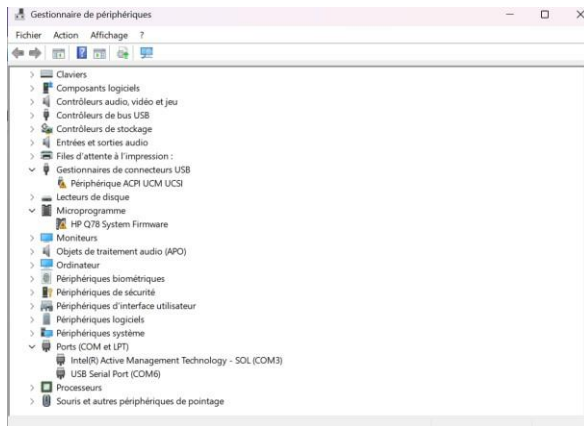 Gestionnaire de périphériques
Fichier Action Affichage ?
Claviers
Composants logiciels
Contrôleurs audio, vidéo et jeu
Contrôleurs de bus USB
Contrôleurs de stockage
Entrées et sorties audio
Files d'attente à l'impression :
Gestionnaires de connecteurs USB
Périphérique ACPI UCM UCSI
Lecteurs de disque
Microprogramme
HP Q78 System Firmware
Moniteurs
Objets de traitement audio (APO)
Ordinateur
Périphériques biométriques
Périphériques de sécurité
Périphériques d'interface utilisateur
Périphériques logiciels
Périphériques système
Ports (COM et LPT)
Intel(R) Active Management Technology - SOL (COM3)
USB Serial Port (COM6)
Processeurs
Souris et autres périphériques de pointage